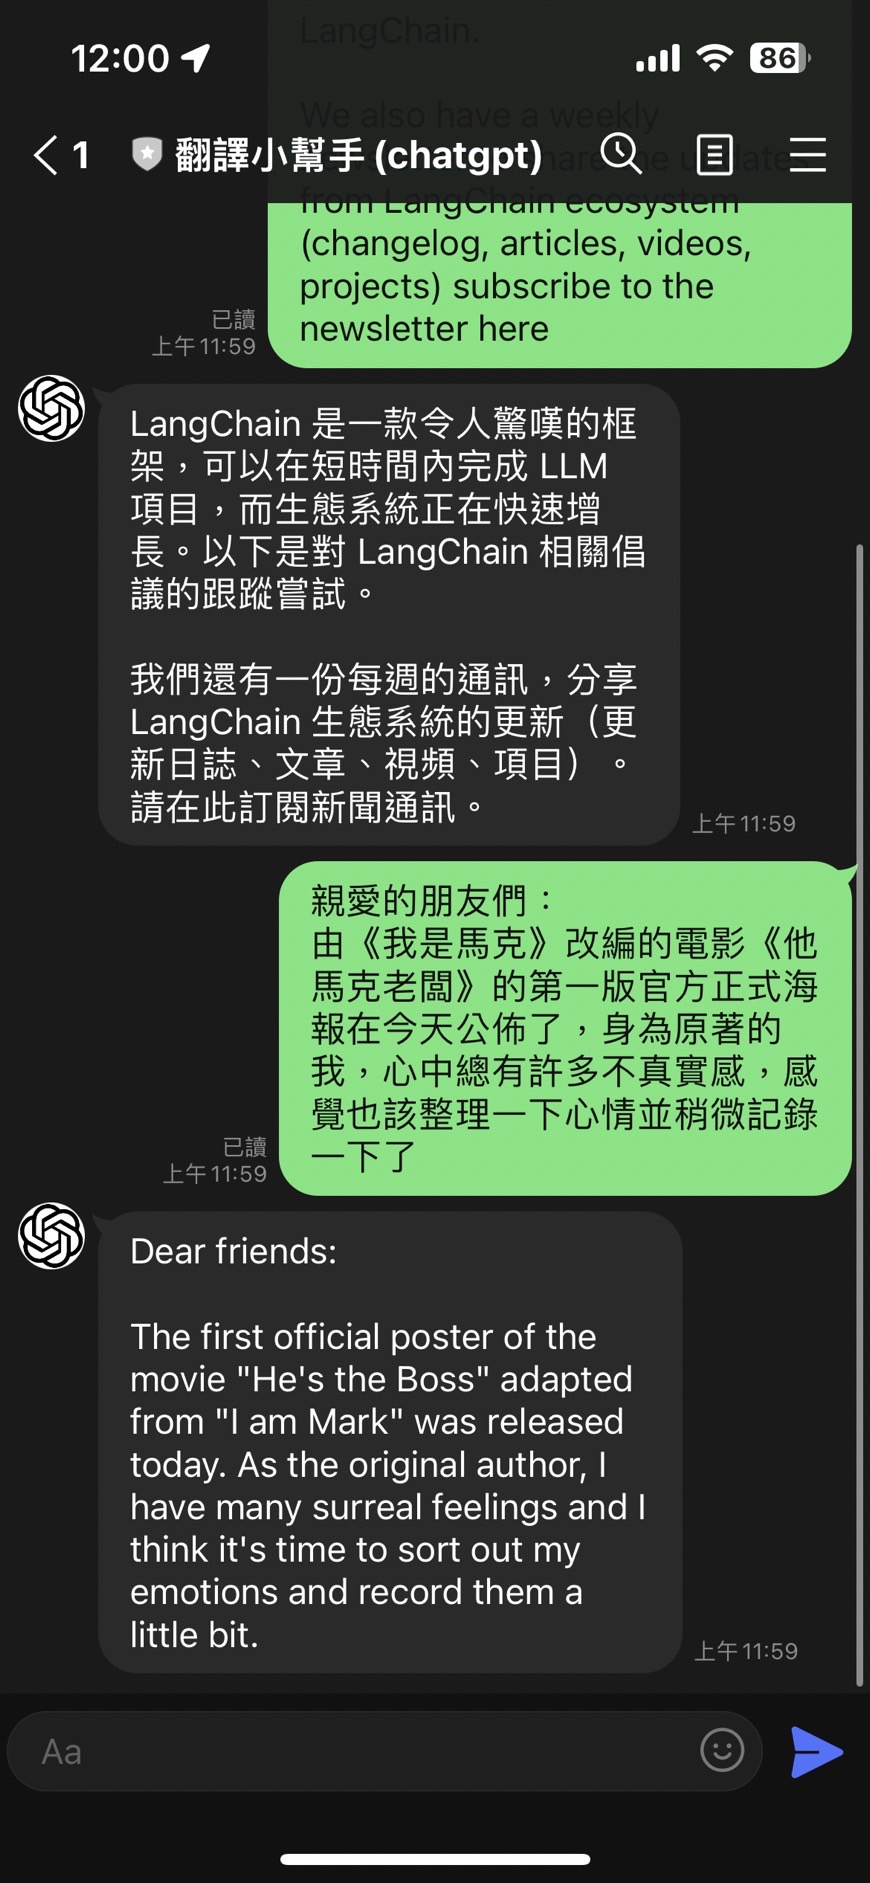 LangChain.
12:00
86
We also have a weekly
1 翻譯小幫手 (chatgpt)
from LangChain ecosystem
(changelog, articles, videos,
projects) subscribe to the
newsletter here
已讀
上午 11:59
LangChain 是一款令人驚嘆的框
架，可以在短時間內完成 LLM
項目，而生態系統正在快速增
長。以下是對 LangChain 相關倡
議的跟蹤嘗試。
我們還有一份每週的通訊，分享
LangChain 生態系統的更新（更
新日誌、文章、視頻、項目）。
請在此訂閱新聞通訊。
上午 11:59
親愛的朋友們：
由《我是馬克》改編的電影《他
馬克老闆》的第一版官方正式海
報在今天公佈了，身為原著的
我，心中總有許多不真實感，感
覺也該整理一下心情並稍微記錄
一下了
已讀
上午 11:59
Dear friends:
The first official poster of the
movie "He's the Boss" adapted
from "I am Mark" was released
today. As the original author, I
have many surreal feelings and I
think it's time to sort out my
emotions and record them a
little bit.
上午 11:59
Aa